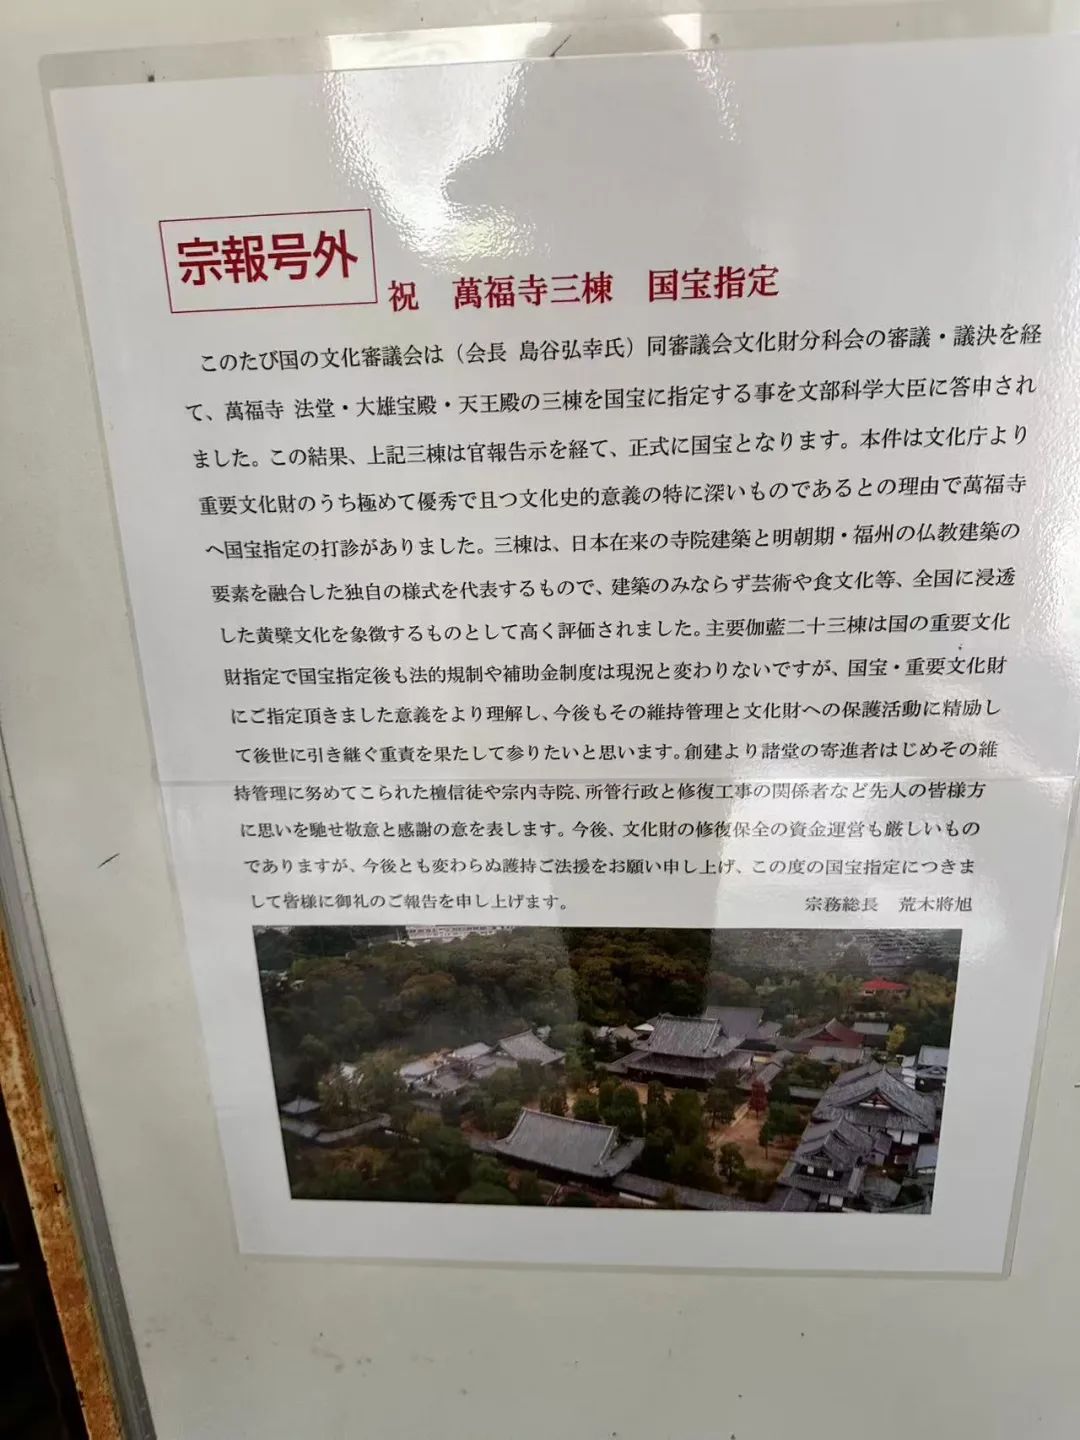 宗報号外
祝 萬福寺三棟 国宝指定
このたび国の文化審議会は（会長 島谷弘幸氏）同審議会文化財分科会の審議・議決を経
て、萬福寺 法堂・大雄宝殿・天王殿の三棟を国宝に指定する事を文部科学大臣に答申され
ました。この結果、上記三棟は官報告示を経て、正式に国宝となります。本件は文化庁より
重要文化財のうち極めて優秀で且つ文化史的意義の特に深いものであるとの理由で萬福寺
へ国宝指定の打診がありました。三棟は、日本在来の寺院建築と明朝期・福州の仏教建築の
要素を融合した独自の様式を代表するもので、建築のみならず芸術や食文化等、全国に浸透
した黄檗文化を象徴するものとして高く評価されました。主要伽藍二十三棟は国の重要文化
財指定で国宝指定後も法的規制や補助金制度は現況と変わりないですが、国宝・重要文化財
にご指定頂きました意義をより理解し、今後もその維持管理と文化財への保護活動に精励し
て後世に引き継ぐ重責を果たして参りたいと思います。創建より諸堂の寄進者はじめその維
持管理に努めてこられた檀信徒や宗内寺院、所管行政と修復工事の関係者など先人の皆様方
に思いを馳せ敬意と感謝の意を表します。今後、文化財の修復保全の資金運営も厳しいもの
でありますが、今後とも変わらぬ護持ご法援をお願い申し上げ、この度の国宝指定につきま
して皆様に御礼のご報告を申し上げます。 宗務総長 荒木將旭